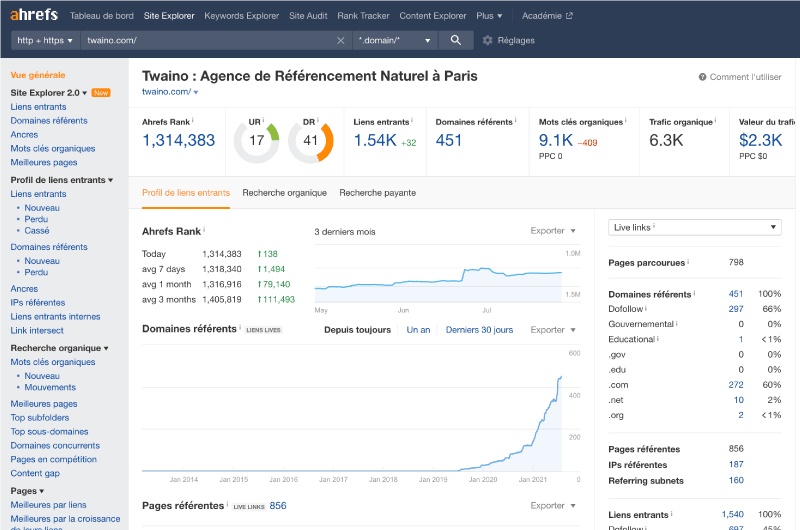 ahrefs Tableau de bord Site Explorer Keywords Explorer Site Audit Rank Tracker Content Explorer Plus ▼ Académie
http + https ▼ twaino.com/ × *.domain/* ▼ Réglages
Vue générale
Site Explorer 2.0 ▼ New
Liens entrants
Domaines référents
Ancres
Mots clés organiques
Meilleures pages
Profil de liens entrants ▼
Liens entrants
• Nouveau
• Perdu
• Cassé
Domaines référents
• Nouveau
• Perdu
Ancres
IPs référentes
Liens entrants internes
Link intersect
Recherche organique ▼
Mots clés organiques
• Nouveau
• Mouvements
Meilleures pages
Top subfolders
Top sous-domaines
Domaines concurrents
Pages en compétition
Content gap
Pages ▼
Meilleures par liens
Meilleures par la croissance
de leurs liens
Twaino : Agence de Référencement Naturel à Paris
? Comment l'utiliser
twaino.com/ ▼
Ahrefs Rank i
1,314,383
UR i
17
DR i
41
Liens entrants i
1.54K +32
Domaines référents i
451
Mots clés organiques i
9.1K –409
PPC 0
Trafic organique i
6.3K
Valeur du trafi
$2.3K
PPC $0
Profil de liens entrants Recherche organique Recherche payante
Ahrefs Rank i
Today 1,314,383 ↑138
avg 7 days 1,318,340 ↑1,494
avg 1 month 1,316,916 ↑79,140
avg 3 months 1,405,819 ↑111,493
3 derniers mois Exporter ▼
1.0M
1.5M
May Jun Jul
Domaines référents i LIENS LIVES Depuis toujours Un an Derniers 30 jours Exporter ▼
600
400
200
0
Jan 2014 Jan 2015 Jan 2016 Jan 2017 Jan 2018 Jan 2019 Jan 2020 Jan 2021
Pages référentes i LIVE LINKS 856 Exporter ▼
Live links i ▼
Pages parcourues i 798
Domaines référents i 451 100%
Dofollow i 297 66%
Gouvernemental i 0 0%
Educational i 1 <1%
.gov 0 0%
.edu 0 0%
.com 272 60%
.net 10 2%
.org 2 <1%
Pages référentes 856
IPs référentes 187
Referring subnets 160
Liens entrants i 1,540 100%
Dofollow i 697 45%